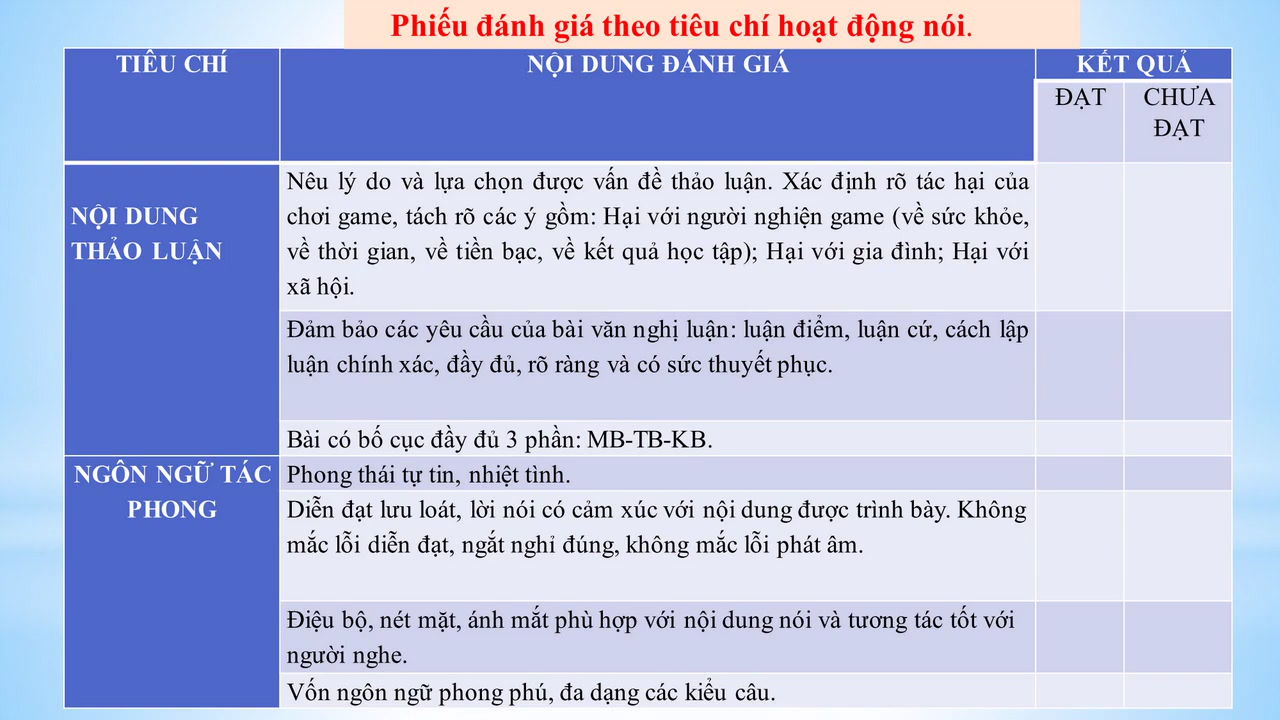 Phiếu đánh giá theo tiêu chí hoạt động nói.
TIÊU CHÍ
NỘI DUNG ĐÁNH GIÁ
KẾT QUẢ
ĐẠT
CHƯA
ĐẠT
NỘI DUNG
THẢO LUẬN
Nêu lý do và lựa chọn được vấn đề thảo luận. Xác định rõ tác hại của
chơi game, tách rõ các ý gồm: Hại với người nghiện game (về sức khỏe,
về thời gian, về tiền bạc, về kết quả học tập); Hại với gia đình; Hại với
xã hội.
Đảm bảo các yêu cầu của bài văn nghị luận: luận điểm, luận cứ, cách lập
luận chính xác, đầy đủ, rõ ràng và có sức thuyết phục.
Bài có bố cục đầy đủ 3 phần: MB-TB-KB.
NGÔN NGỮ TÁC
PHONG
Phong thái tự tin, nhiệt tình.
Diễn đạt lưu loát, lời nói có cảm xúc với nội dung được trình bày. Không
mắc lỗi diễn đạt, ngắt nghỉ đúng, không mắc lỗi phát âm.
Điệu bộ, nét mặt, ánh mắt phù hợp với nội dung nói và tương tác tốt với
người nghe.
Vốn ngôn ngữ phong phú, đa dạng các kiểu câu.